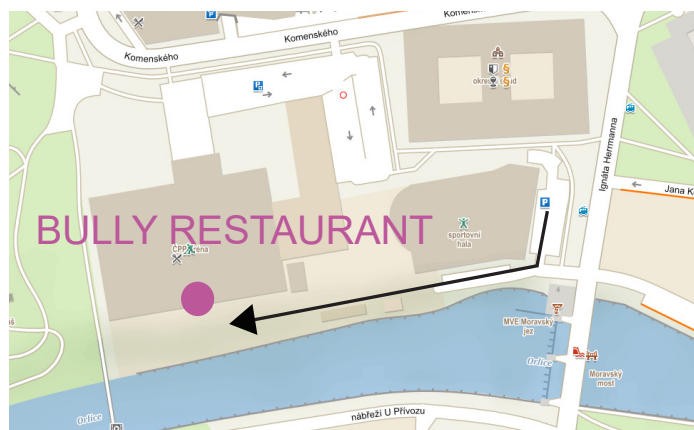 Komenského
Komenského
Komenského
okresní soud
Ignáta Herrmanna
Jana K
BULLY RESTAURANT
ČPP Aréna
sportovní
hala
MVE Moravský
jez
Orlice
Moravský
most
Orlice
nábřeží U Přívozu